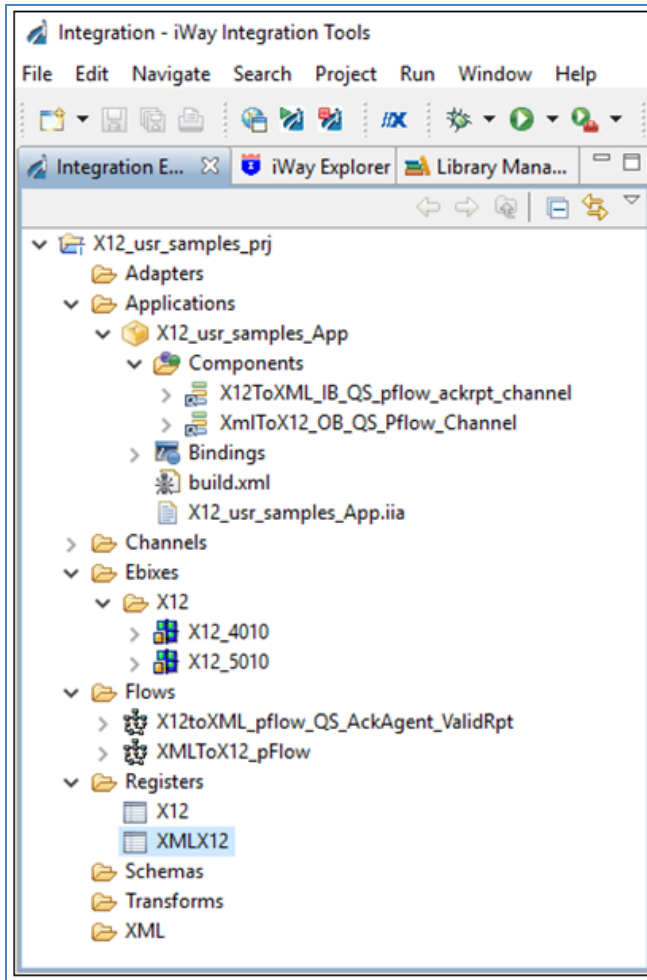 Integration - iWay Integration Tools
File Edit Navigate Search Project Run Window Help
Integration E... iWay Explorer Library Mana...
X12_usr_samples_prj
Adapters
Applications
X12_usr_samples_App
Components
X12ToXML_IB_QS_pflow_ackrpt_channel
XmlToX12_OB_QS_Pflow_Channel
Bindings
build.xml
X12_usr_samples_App.iia
Channels
Ebixes
X12
X12_4010
X12_5010
Flows
X12toXML_pflow_QS_AckAgent_ValidRpt
XMLToX12_pFlow
Registers
X12
XMLX12
Schemas
Transforms
XML